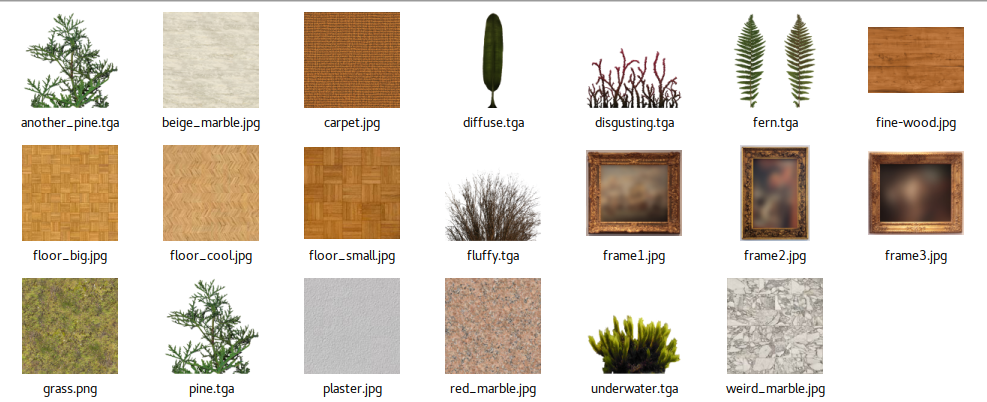 another_pine.tga
beige_marble.jpg
carpet.jpg
diffuse.tga
disgusting.tga
fern.tga
fine-wood.jpg
floor_big.jpg
floor_cool.jpg
floor_small.jpg
fluffy.tga
frame1.jpg
frame2.jpg
frame3.jpg
grass.png
pine.tga
plaster.jpg
red_marble.jpg
underwater.tga
weird_marble.jpg